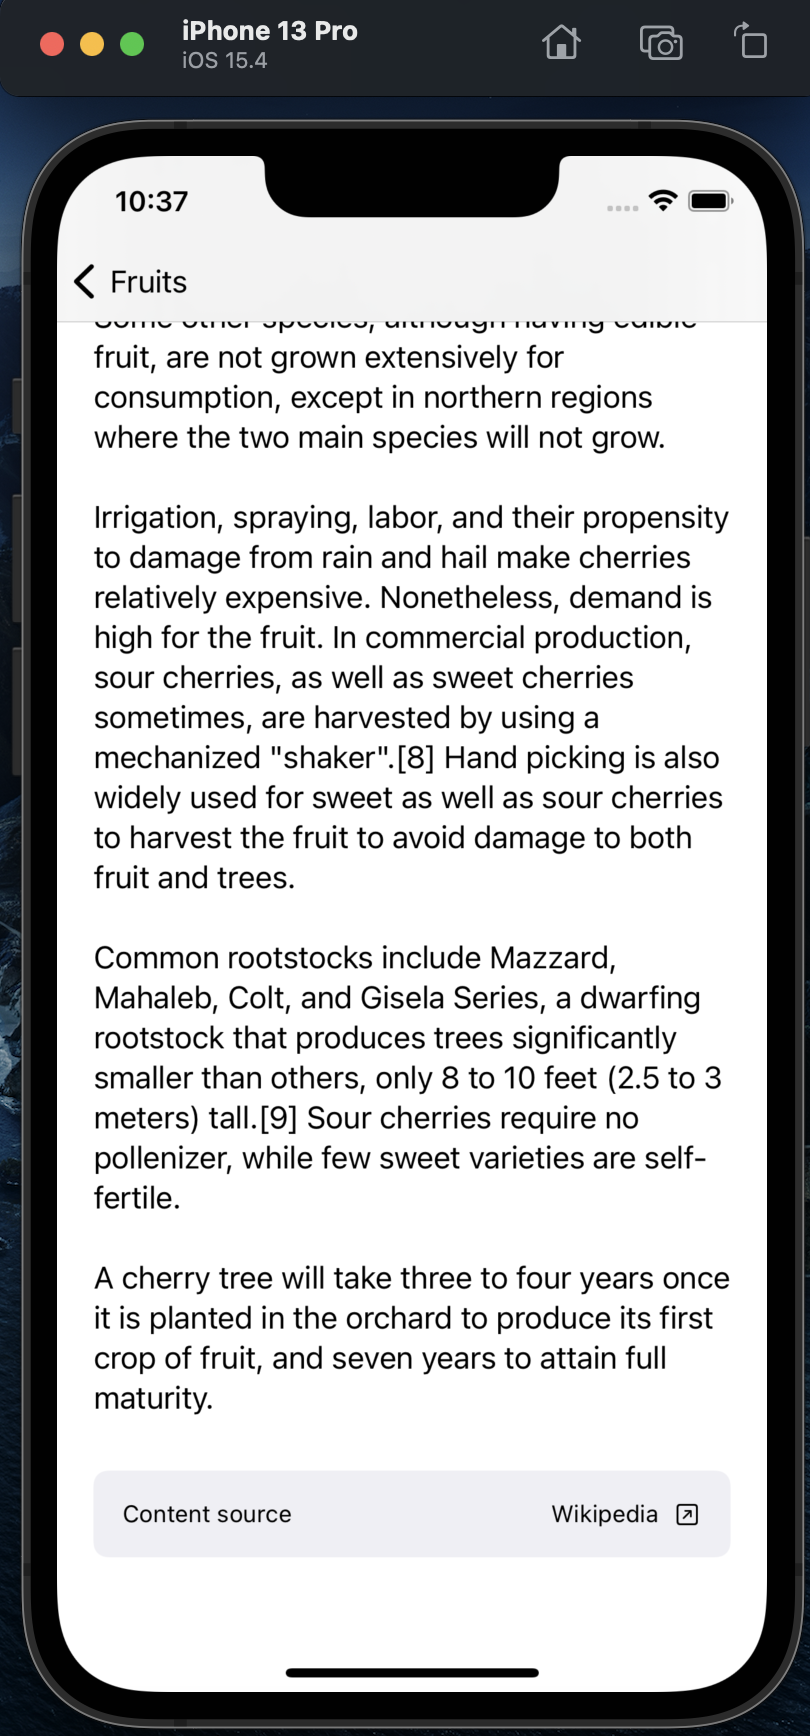 iPhone 13 Pro
iOS 15.4
10:37
Fruits
Some other species, although having edible
fruit, are not grown extensively for
consumption, except in northern regions
where the two main species will not grow.
Irrigation, spraying, labor, and their propensity
to damage from rain and hail make cherries
relatively expensive. Nonetheless, demand is
high for the fruit. In commercial production,
sour cherries, as well as sweet cherries
sometimes, are harvested by using a
mechanized "shaker".[8] Hand picking is also
widely used for sweet as well as sour cherries
to harvest the fruit to avoid damage to both
fruit and trees.
Common rootstocks include Mazzard,
Mahaleb, Colt, and Gisela Series, a dwarfing
rootstock that produces trees significantly
smaller than others, only 8 to 10 feet (2.5 to 3
meters) tall.[9] Sour cherries require no
pollenizer, while few sweet varieties are self-
fertile.
A cherry tree will take three to four years once
it is planted in the orchard to produce its first
crop of fruit, and seven years to attain full
maturity.
Content source Wikipedia